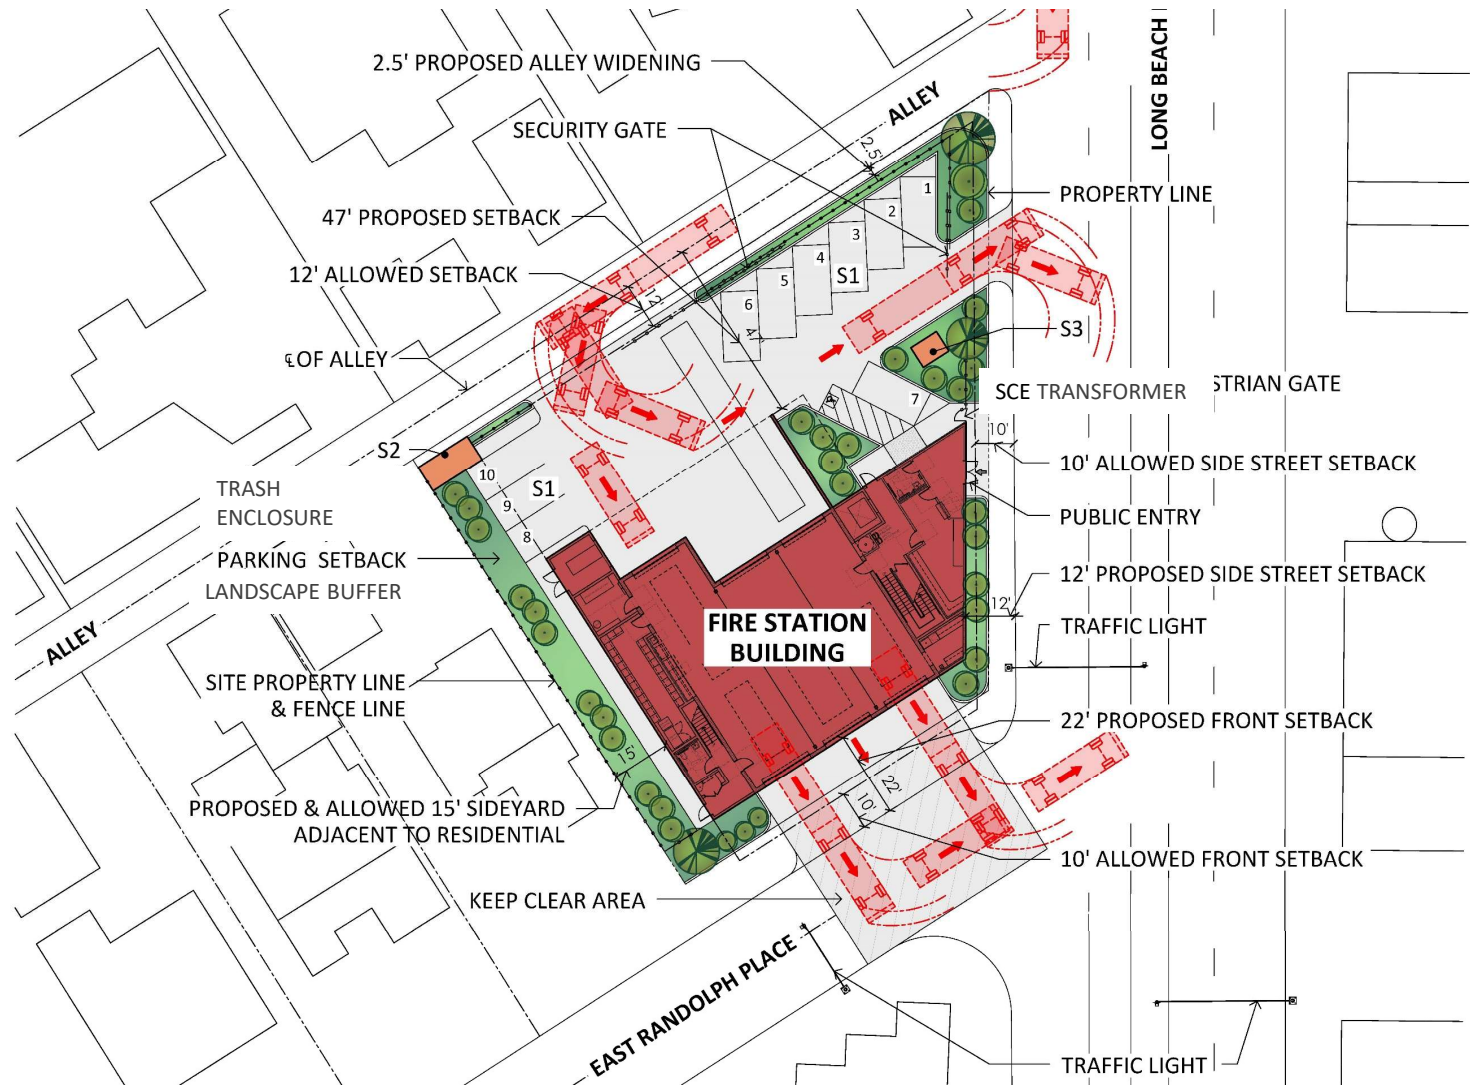 2.5' PROPOSED ALLEY WIDENING
SECURITY GATE
47' PROPOSED SETBACK
12' ALLOWED SETBACK
℄ OF ALLEY
S2
TRASH
ENCLOSURE
PARKING SETBACK
LANDSCAPE BUFFER
ALLEY
SITE PROPERTY LINE
& FENCE LINE
PROPOSED & ALLOWED 15' SIDEYARD
ADJACENT TO RESIDENTIAL
KEEP CLEAR AREA
EAST RANDOLPH PLACE
ALLEY
2.5'
12'
1
2
3
4
5
6
S1
4'
7
10
9
8
S1
FIRE STATION
BUILDING
15'
22'
10'
10'
12'
LONG BEACH
PROPERTY LINE
S3
SCE TRANSFORMER
STRIAN GATE
10' ALLOWED SIDE STREET SETBACK
PUBLIC ENTRY
12' PROPOSED SIDE STREET SETBACK
TRAFFIC LIGHT
22' PROPOSED FRONT SETBACK
10' ALLOWED FRONT SETBACK
TRAFFIC LIGHT